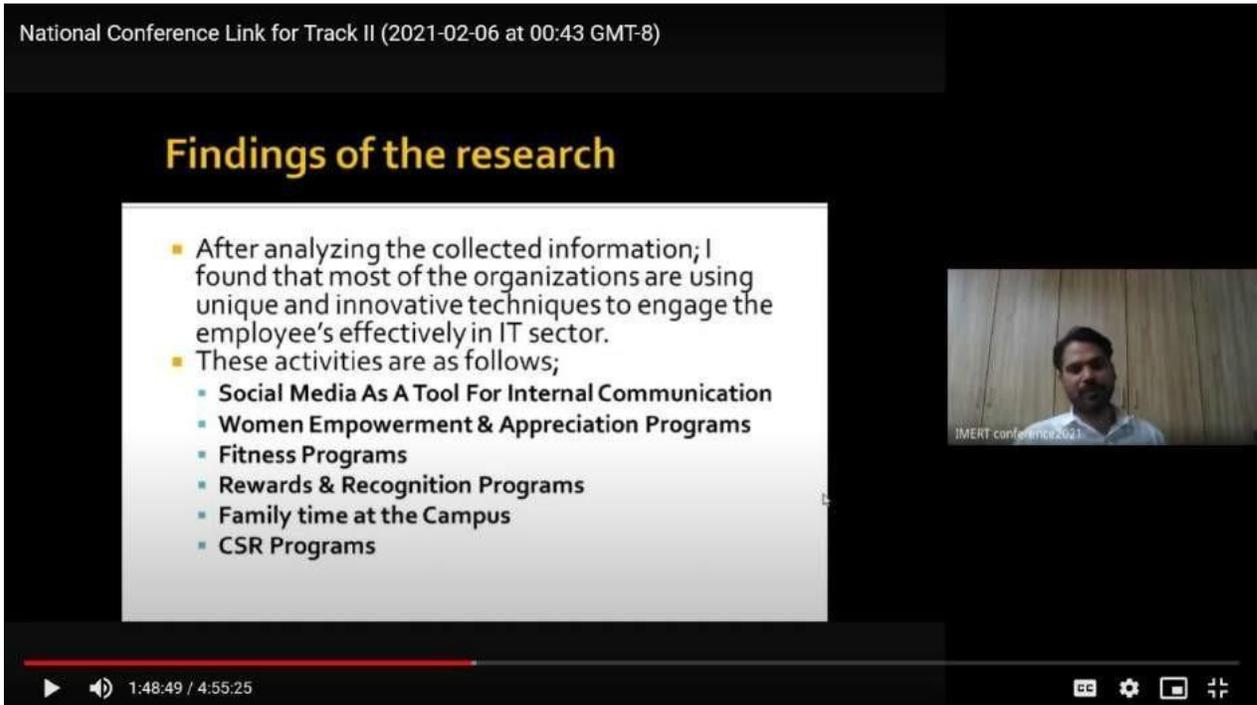 National Conference Link for Track II (2021-02-06 at 00:43 GMT-8)
Findings of the research
After analyzing the collected information; I
found that most of the organizations are using
unique and innovative techniques to engage the
employee's effectively in IT sector.
These activities are as follows;
Social Media As A Tool For Internal Communication
Women Empowerment & Appreciation Programs
Fitness Programs
Rewards & Recognition Programs
Family time at the Campus
CSR Programs
IMERT conference2021
1:48:49 / 4:55:25
CC